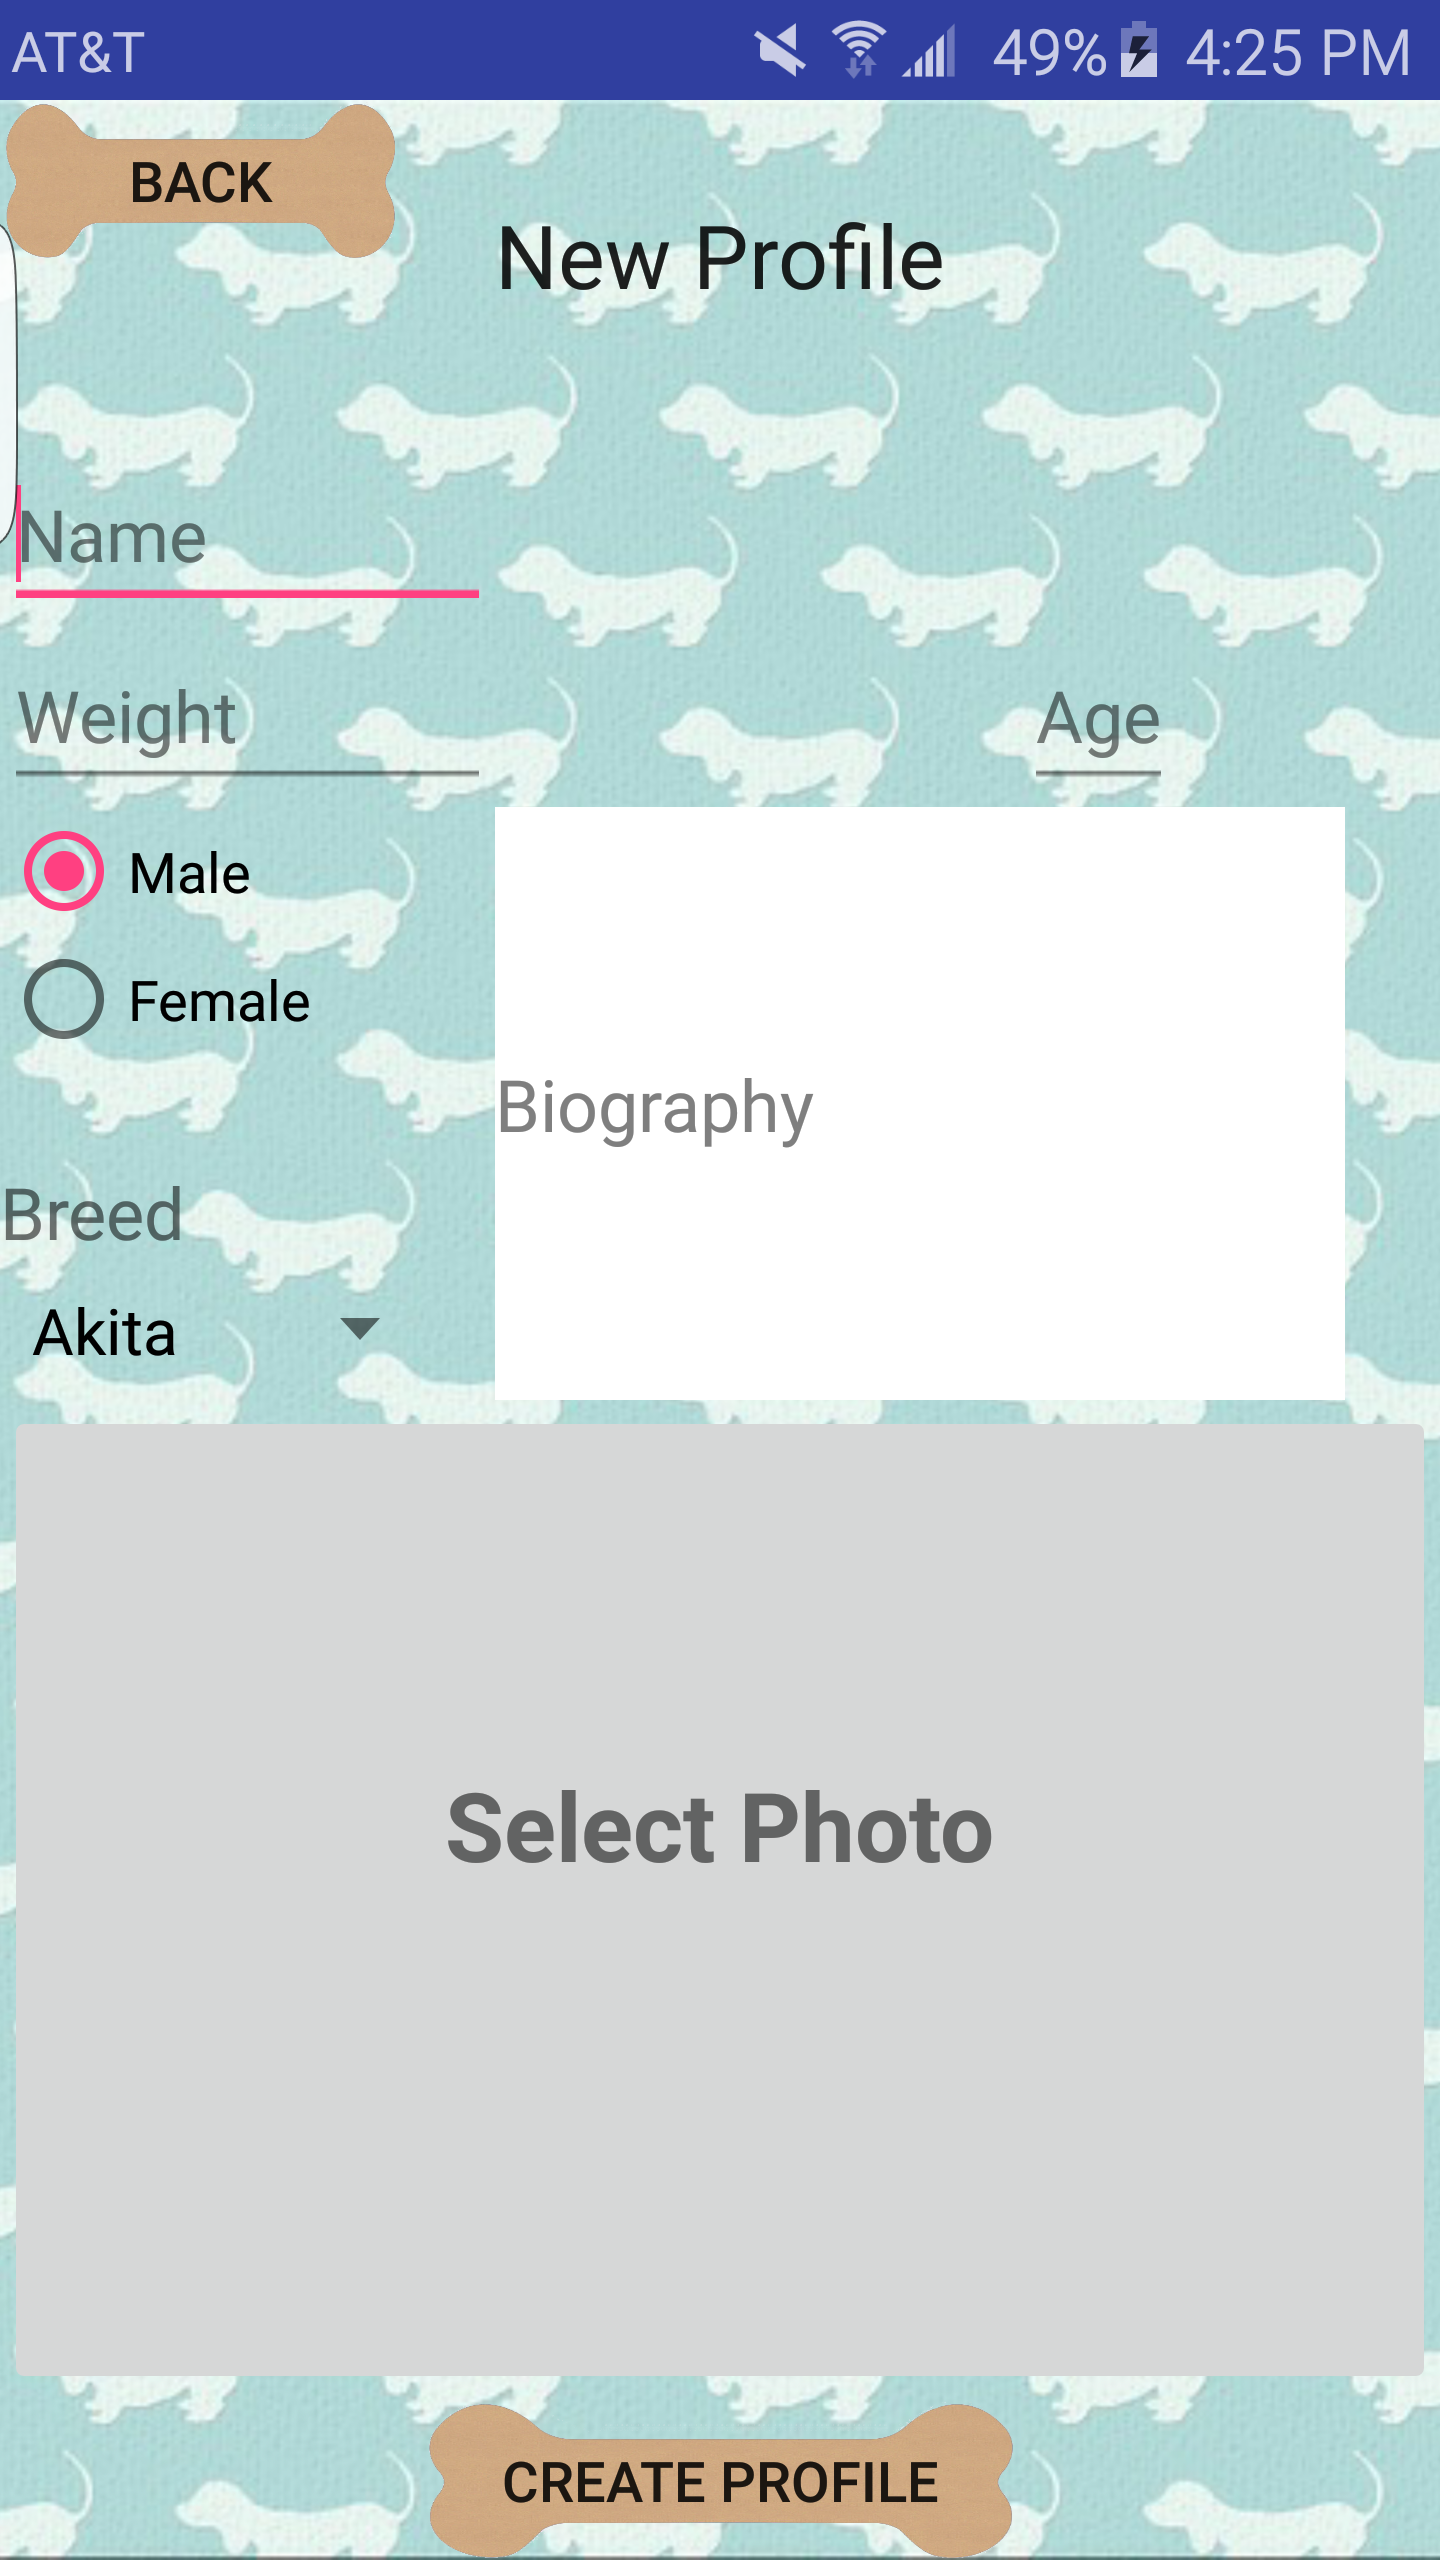 AT&T 49% 4:25 PM
BACK
New Profile
Name
Weight Age
Male
Female
Biography
Breed
Akita
Select Photo
CREATE PROFILE